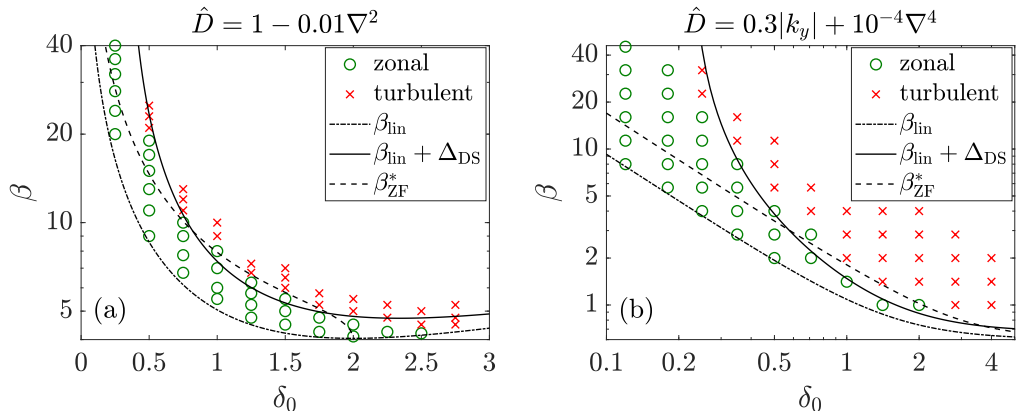 D̂ = 1 − 0.01∇²
40
20
10
5
β
0 0.5 1 1.5 2 2.5 3
δ₀
(a)
zonal
turbulent
β_lin
β_lin + Δ_DS
β*_ZF
D̂ = 0.3|k_y| + 10⁻⁴∇⁴
40
20
10
5
2
1
β
0.1 0.2 0.5 1 2 4
δ₀
(b)
zonal
turbulent
β_lin
β_lin + Δ_DS
β*_ZF